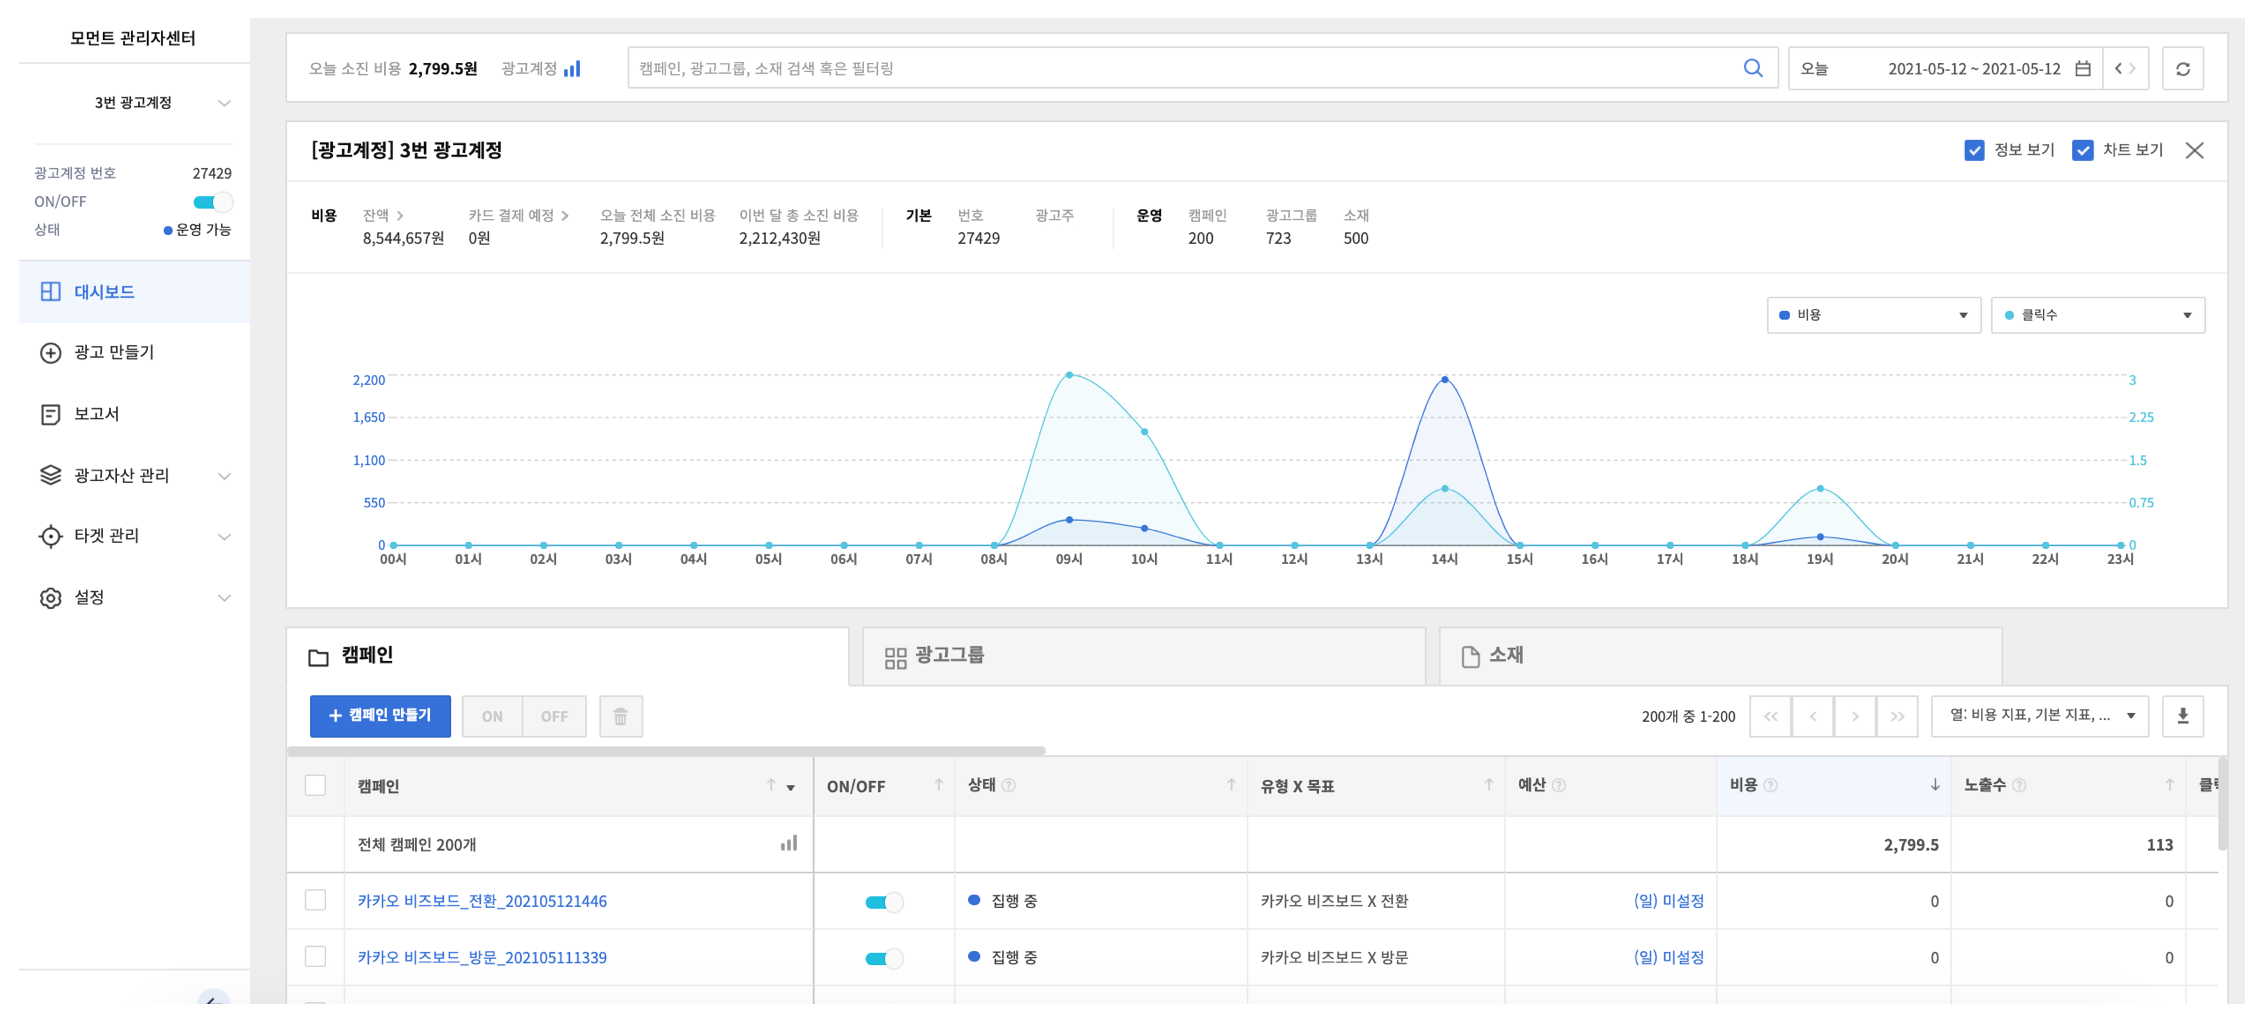 모먼트 관리자센터
3번 광고계정
광고계정 번호 27429
ON/OFF
상태 운영 가능
대시보드
광고 만들기
보고서
광고자산 관리
타겟 관리
설정
오늘 소진 비용 2,799.5원 광고계정
캠페인, 광고그룹, 소재 검색 혹은 필터링
오늘 2021-05-12 ~ 2021-05-12
[광고계정] 3번 광고계정
정보 보기 차트 보기
비용 잔액 카드 결제 예정 오늘 전체 소진 비용 이번 달 총 소진 비용 기본 번호 광고주 운영 캠페인 광고그룹 소재
8,544,657원 0원 2,799.5원 2,212,430원 27429 200 723 500
비용 클릭수
2,200 3
1,650 2.25
1,100 1.5
550 0.75
0 0
00시 01시 02시 03시 04시 05시 06시 07시 08시 09시 10시 11시 12시 13시 14시 15시 16시 17시 18시 19시 20시 21시 22시 23시
캠페인 광고그룹 소재
+ 캠페인 만들기 ON OFF 200개 중 1-200 열: 비용 지표, 기본 지표, ...
캠페인 ON/OFF 상태 유형 X 목표 예산 비용 노출수
전체 캠페인 200개 2,799.5 113
카카오 비즈보드_전환_202105121446 집행 중 카카오 비즈보드 X 전환 (일) 미설정 0 0
카카오 비즈보드_방문_202105111339 집행 중 카카오 비즈보드 X 방문 (일) 미설정 0 0